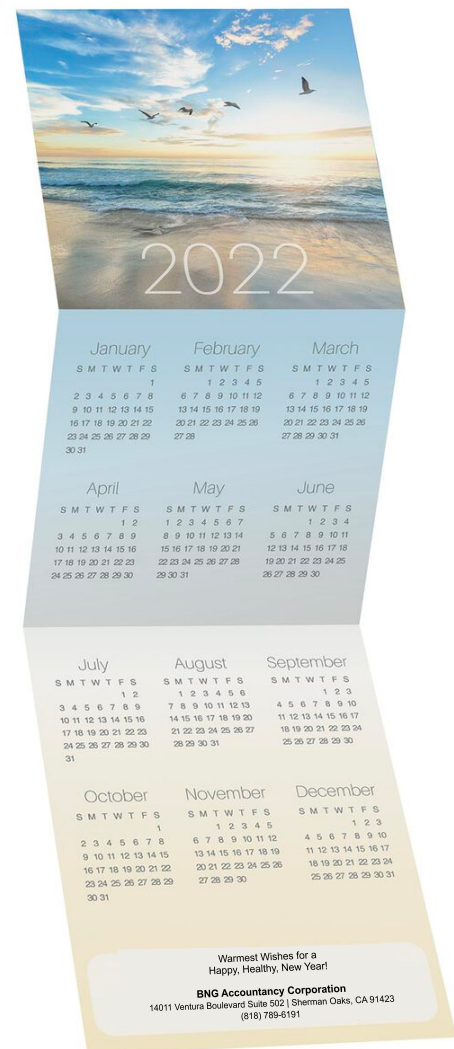 2022
January February March
S M T W T F S S M T W T F S S M T W T F S
1 1 2 3 4 5 1 2 3 4 5
2 3 4 5 6 7 8 6 7 8 9 10 11 12 6 7 8 9 10 11 12
9 10 11 12 13 14 15 13 14 15 16 17 18 19 13 14 15 16 17 18 19
16 17 18 19 20 21 22 20 21 22 23 24 25 26 20 21 22 23 24 25 26
23 24 25 26 27 28 29 27 28 27 28 29 30 31
30 31
April May June
S M T W T F S S M T W T F S S M T W T F S
1 2 1 2 3 4 5 6 7 1 2 3 4
3 4 5 6 7 8 9 8 9 10 11 12 13 14 5 6 7 8 9 10 11
10 11 12 13 14 15 16 15 16 17 18 19 20 21 12 13 14 15 16 17 18
17 18 19 20 21 22 23 22 23 24 25 26 27 28 19 20 21 22 23 24 25
24 25 26 27 28 29 30 29 30 31 26 27 28 29 30
July August September
S M T W T F S S M T W T F S S M T W T F S
1 2 1 2 3 4 5 6 1 2 3
3 4 5 6 7 8 9 7 8 9 10 11 12 13 4 5 6 7 8 9 10
10 11 12 13 14 15 16 14 15 16 17 18 19 20 11 12 13 14 15 16 17
17 18 19 20 21 22 23 21 22 23 24 25 26 27 18 19 20 21 22 23 24
24 25 26 27 28 29 30 28 29 30 31 25 26 27 28 29 30
31
October November December
S M T W T F S S M T W T F S S M T W T F S
1 1 2 3 4 5 1 2 3
2 3 4 5 6 7 8 6 7 8 9 10 11 12 4 5 6 7 8 9 10
9 10 11 12 13 14 15 13 14 15 16 17 18 19 11 12 13 14 15 16 17
16 17 18 19 20 21 22 20 21 22 23 24 25 26 18 19 20 21 22 23 24
23 24 25 26 27 28 29 27 28 29 30 25 26 27 28 29 30 31
30 31
Warmest Wishes for a
Happy, Healthy, New Year!
BNG Accountancy Corporation
14011 Ventura Boulevard Suite 502 | Sherman Oaks, CA 91423
(818) 789-6191